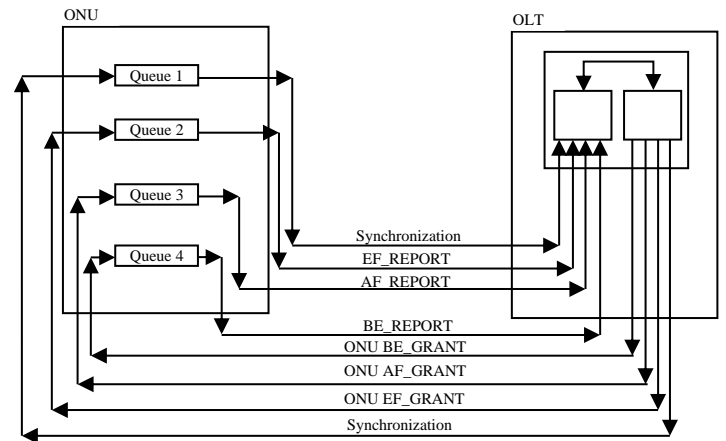 ONU
OLT
Queue 1
Queue 2
Queue 3
Queue 4
Synchronization
EF_REPORT
AF_REPORT
BE_REPORT
ONU BE_GRANT
ONU AF_GRANT
ONU EF_GRANT
Synchronization